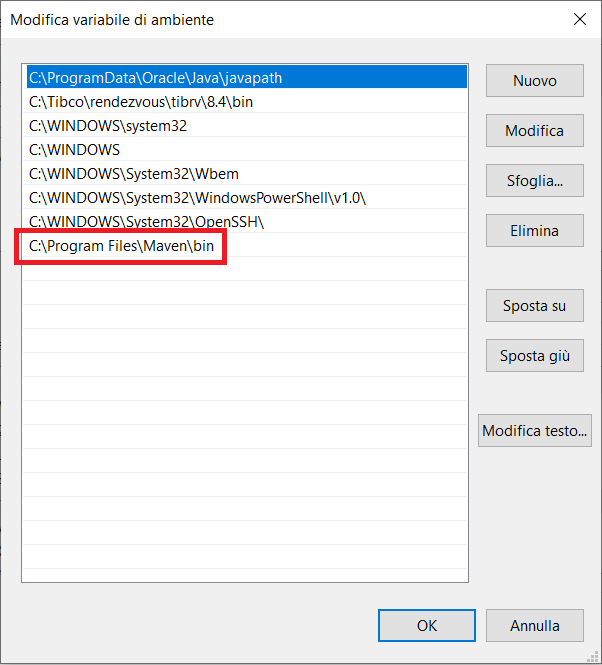 Modifica variabile di ambiente
C:\ProgramData\Oracle\Java\javapath
C:\Tibco\rendezvous\tibrv\8.4\bin
C:\WINDOWS\system32
C:\WINDOWS
C:\WINDOWS\System32\Wbem
C:\WINDOWS\System32\WindowsPowerShell\v1.0\
C:\WINDOWS\System32\OpenSSH\
C:\Program Files\Maven\bin
Nuovo
Modifica
Sfoglia...
Elimina
Sposta su
Sposta giù
Modifica testo...
OK
Annulla